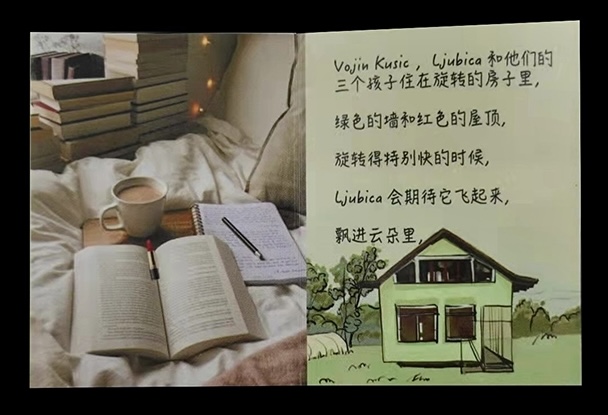 Vojin Kusic , Ljubica 和他们的
三个孩子住在旋转的房子里,
绿色的墙和红色的屋顶,
旋转得特别快的时候,
Ljubica 会期待它飞起来,
飘进云朵里,